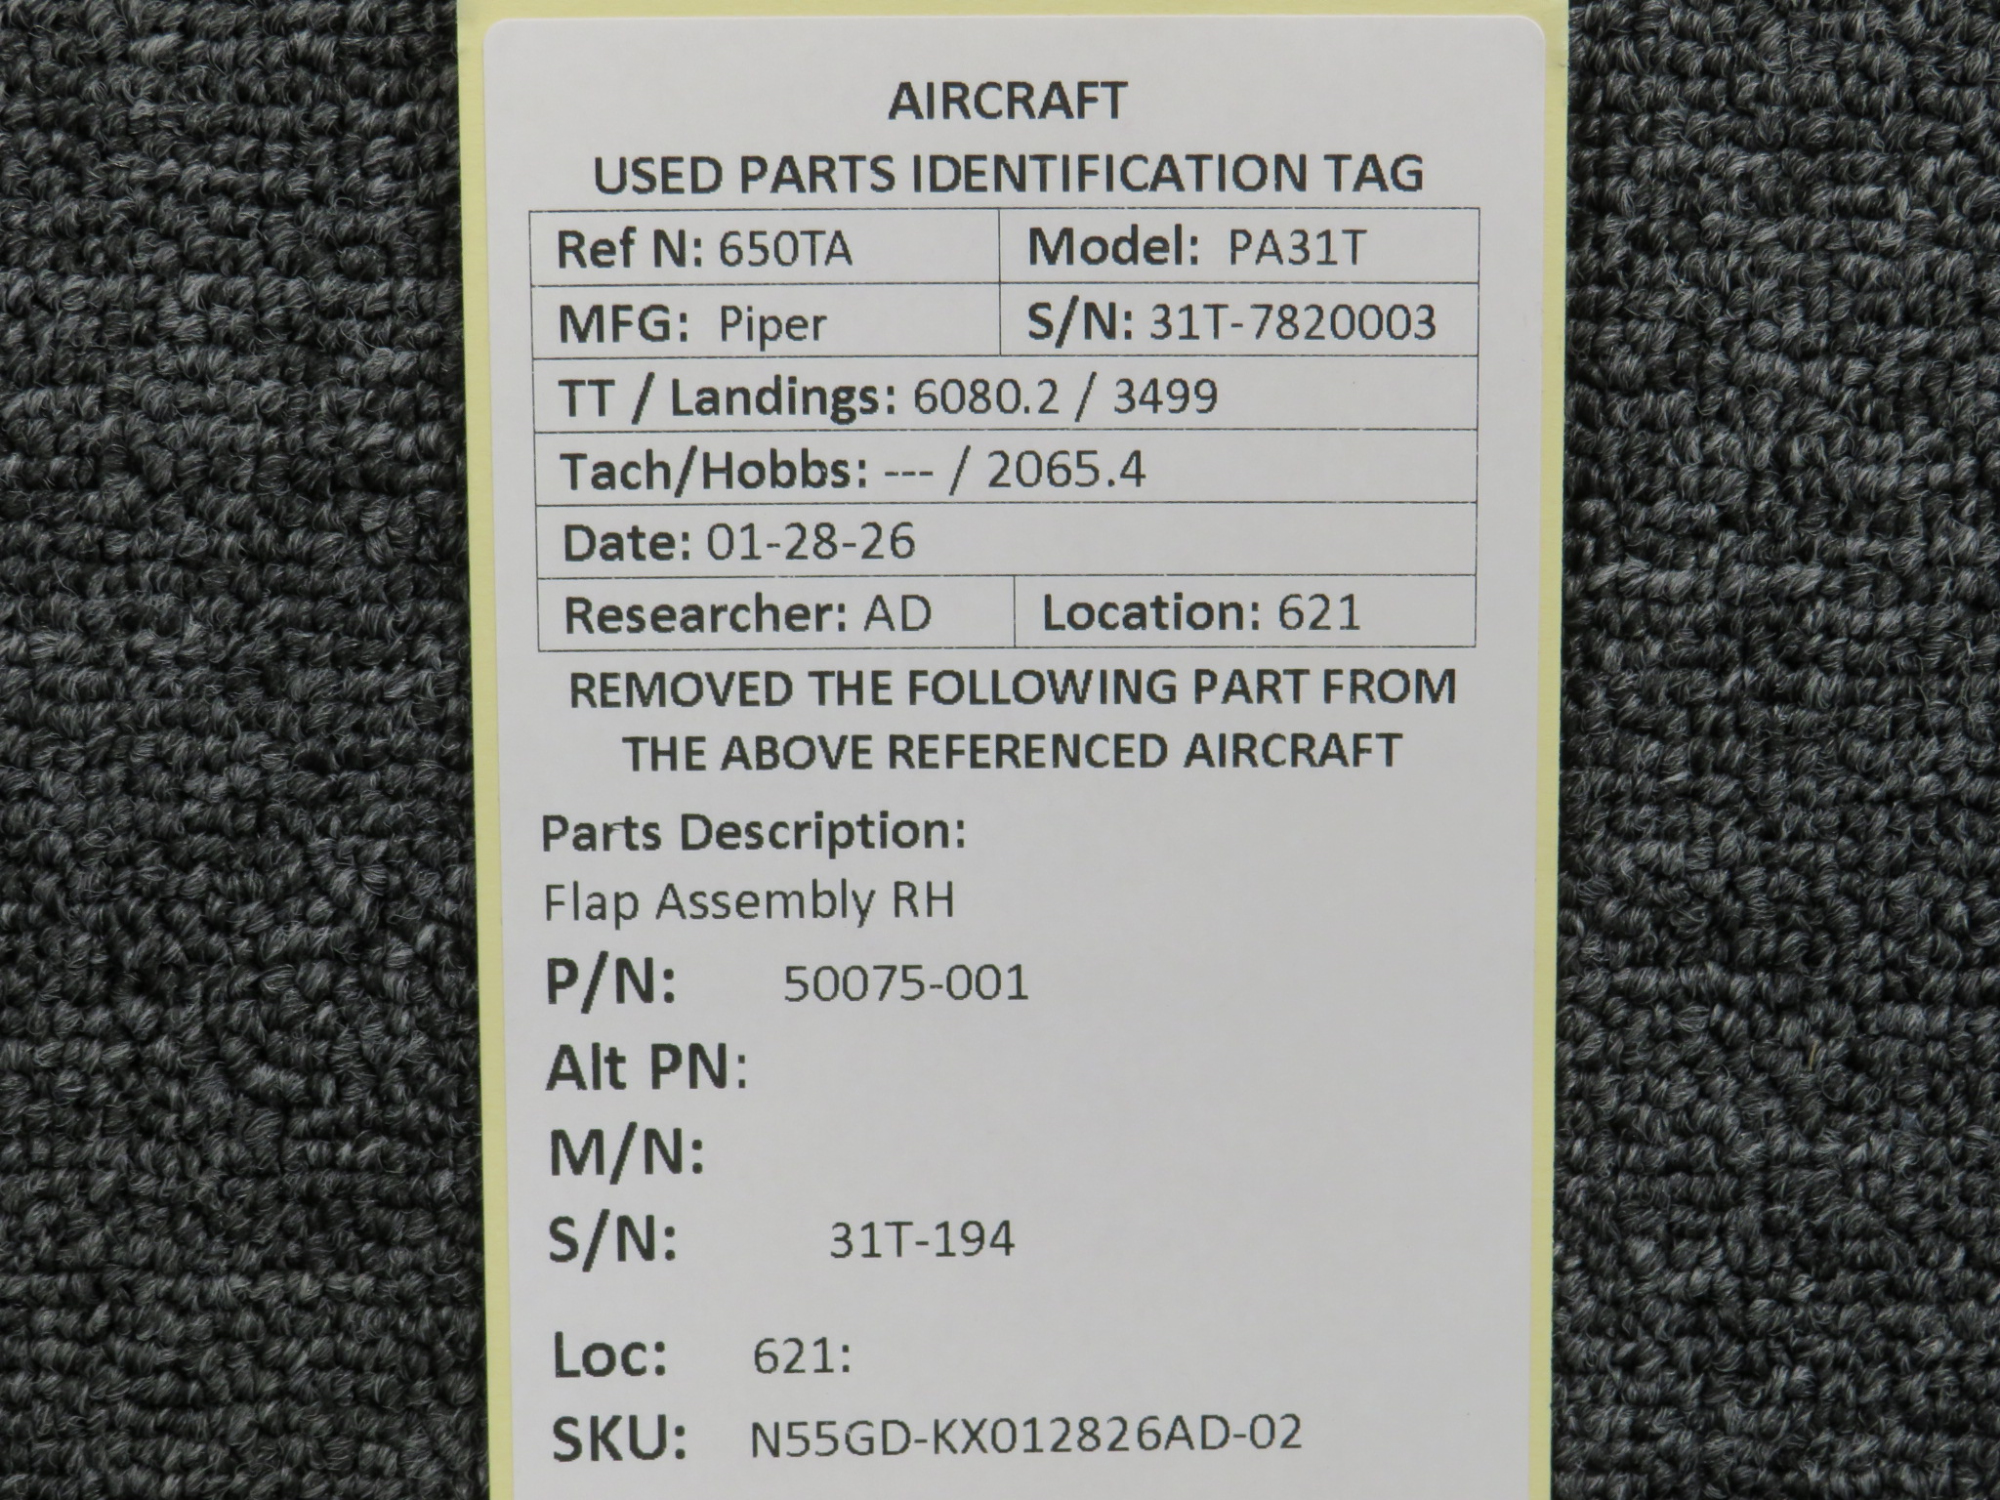 AIRCRAFT
USED PARTS IDENTIFICATION TAG
Ref N: 650TA Model: PA31T
MFG: Piper S/N: 31T-7820003
TT / Landings: 6080.2 / 3499
Tach/Hobbs: --- / 2065.4
Date: 01-28-26
Researcher: AD Location: 621
REMOVED THE FOLLOWING PART FROM
THE ABOVE REFERENCED AIRCRAFT
Parts Description:
Flap Assembly RH
P/N: 50075-001
Alt PN:
M/N:
S/N: 31T-194
Loc: 621:
SKU: N55GD-KX012826AD-02